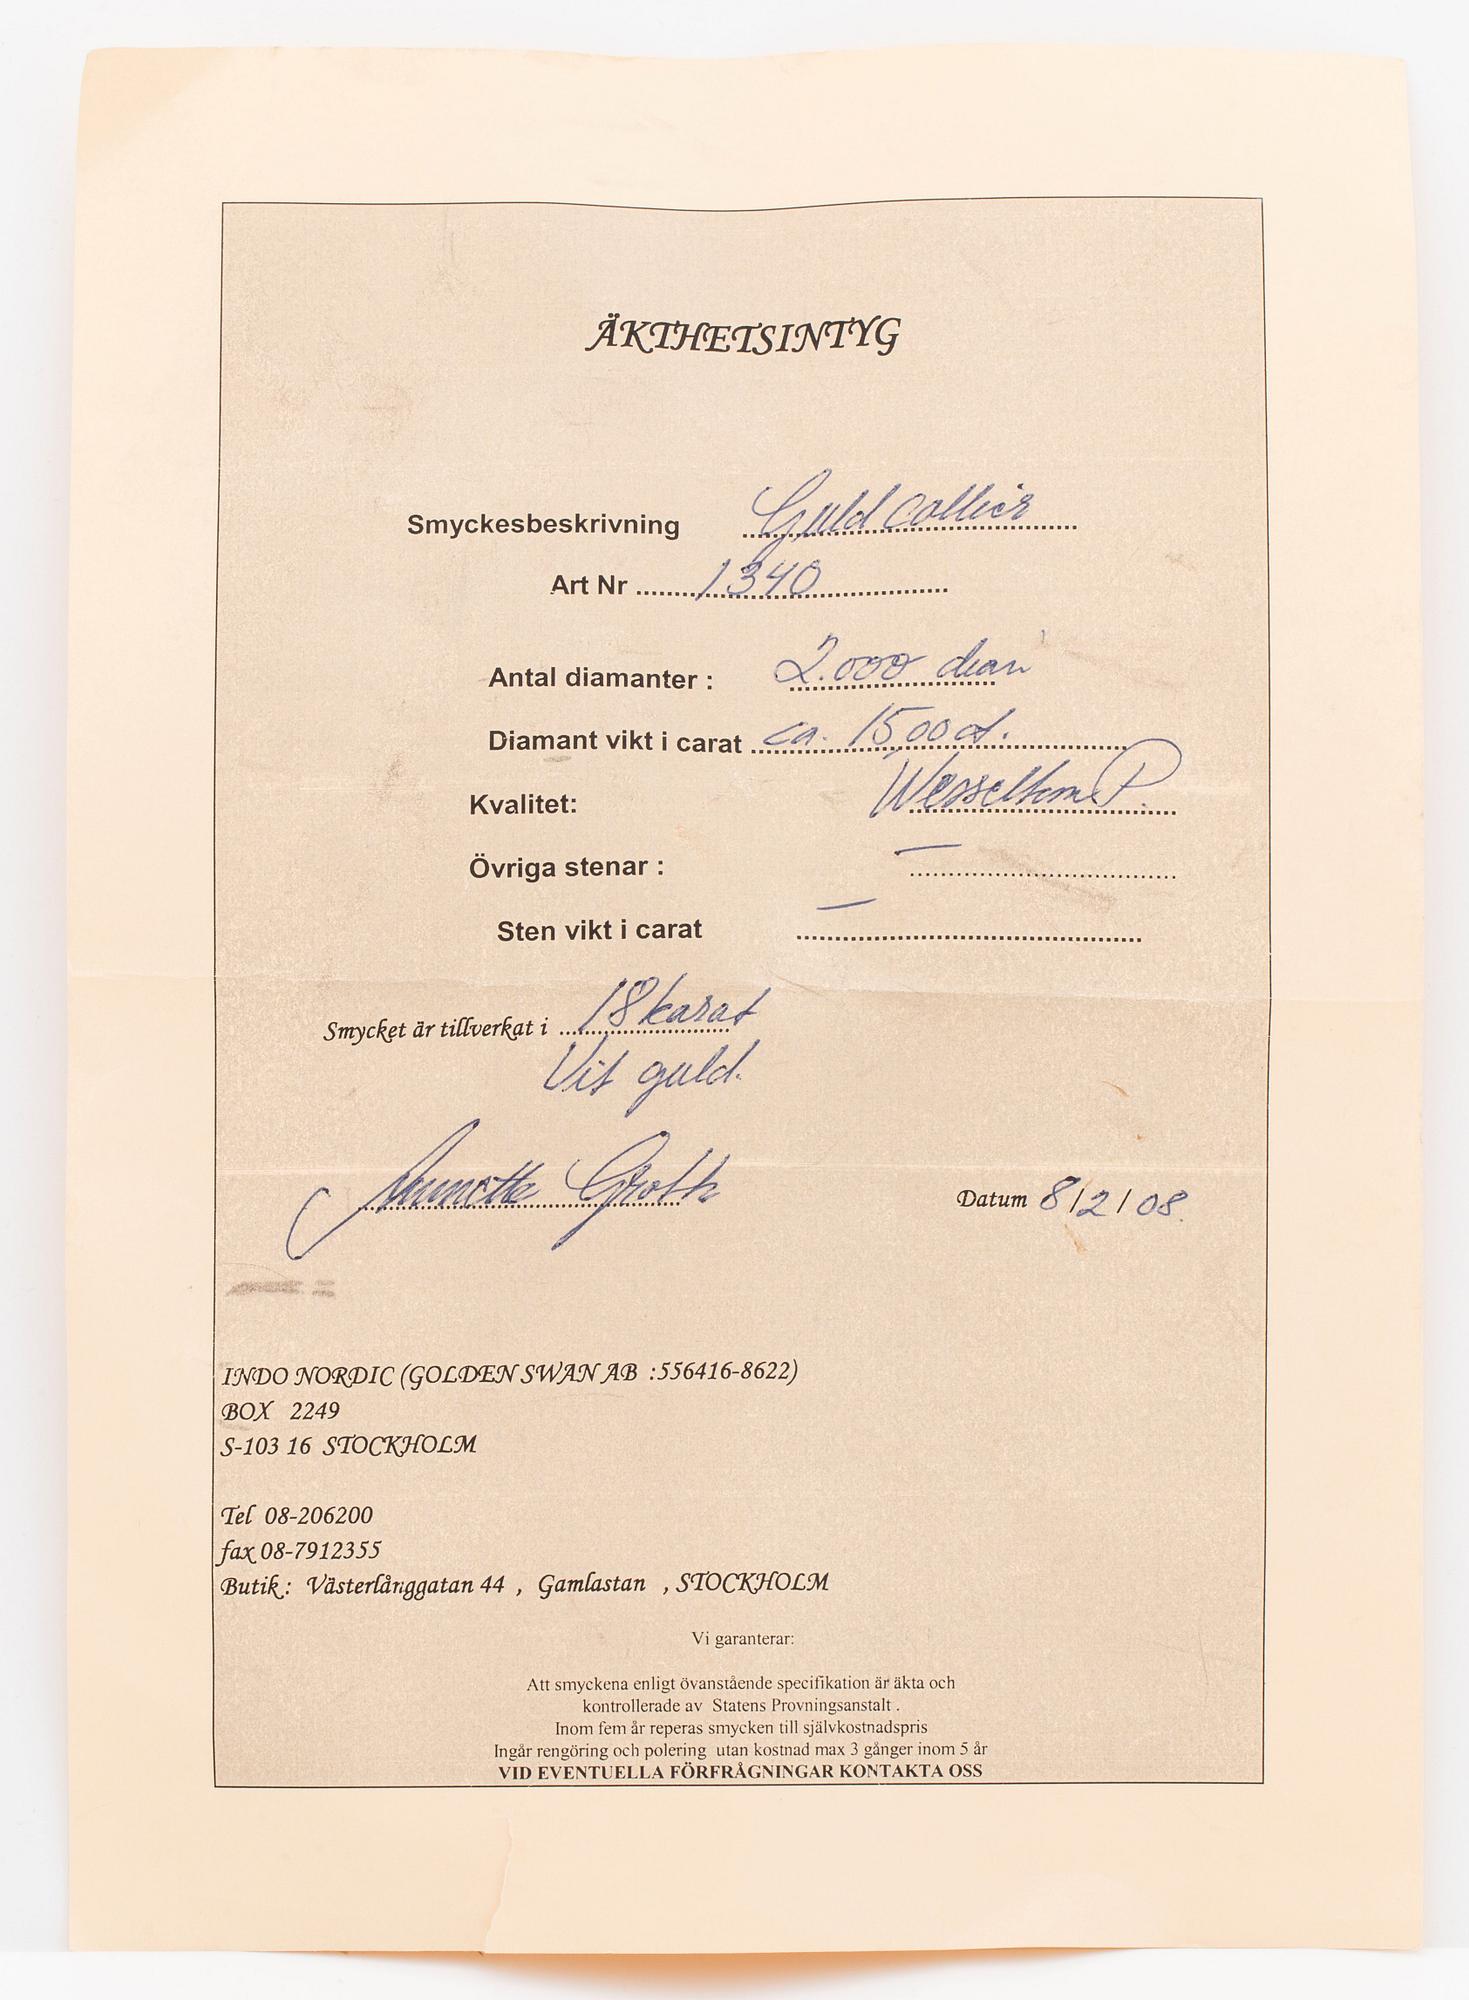 ÄKTHETSINTYG
Smyckesbeskrivning Guld collier
Art Nr 1340
Antal diamanter : 2.000 dian
Diamant vikt i carat ca. 15,00 ct.
Kvalitet: Wesselton P.
Övriga stenar : —
Sten vikt i carat —
Smycket är tillverkat i 18 karat
Vit guld.
Annette Groth Datum 8/2/08.
INDO NORDIC (GOLDEN SWAN AB :556416-8622)
BOX 2249
S-103 16 STOCKHOLM
Tel 08-206200
fax 08-7912355
Butik : Västerlånggatan 44 , Gamlastan , STOCKHOLM
Vi garanterar:
Att smyckena enligt övanstående specifikation är äkta och
kontrollerade av Statens Provningsanstalt .
Inom fem år reperas smycken till självkostnadspris
Ingår rengöring och polering utan kostnad max 3 gånger inom 5 år
VID EVENTUELLA FÖRFRÅGNINGAR KONTAKTA OSS